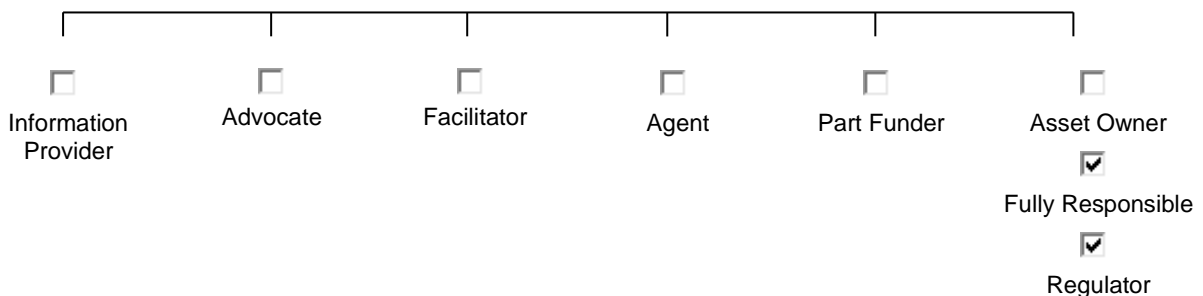 Information
Provider
Advocate
Facilitator
Agent
Part Funder
Asset Owner
Fully Responsible
Regulator